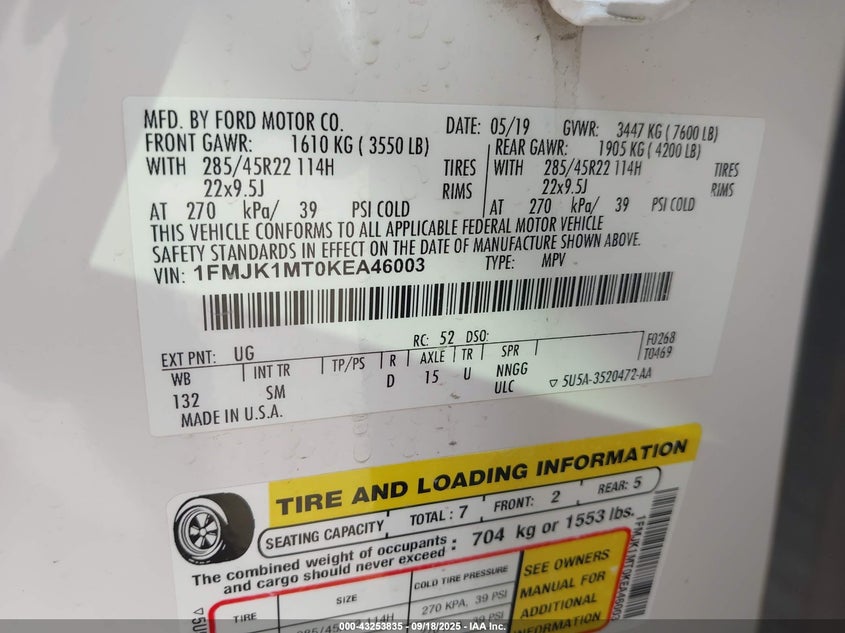 MFD. BY FORD MOTOR CO.
DATE: 05/19 GVWR: 3447 KG ( 7600 LB)
FRONT GAWR: 1610 KG ( 3550 LB) REAR GAWR: 1905 KG ( 4200 LB)
WITH 285/45R22 114H TIRES WITH 285/45R22 114H TIRES
22x9.5J RIMS 22x9.5J RIMS
AT 270 kPa/ 39 PSI COLD AT 270 kPa/ 39 PSI COLD
THIS VEHICLE CONFORMS TO ALL APPLICABLE FEDERAL MOTOR VEHICLE
SAFETY STANDARDS IN EFFECT ON THE DATE OF MANUFACTURE SHOWN ABOVE.
VIN: 1FMJK1MT0KEA46003 TYPE: MPV
EXT PNT: UG RC: 52 DSO: F0268
T0469
WB INT TR TP/PS R AXLE TR SPR
132 SM D 15 U NNGG
ULC
MADE IN U.S.A. ▽ 5U5A-3520472-AA
TIRE AND LOADING INFORMATION
SEATING CAPACITY TOTAL : 7 FRONT: 2 REAR: 5
The combined weight of occupants : 704 kg or 1553 lbs.
and cargo should never exceed
TIRE SIZE COLD TIRE PRESSURE SEE OWNERS
MANUAL FOR
ADDITIONAL
INFORMATION
114H 270 KPA, 39 PSI
1FMJK1MT0KEA46003
▽5U
000-43253835 - 09/18/2025 - IAA Inc.